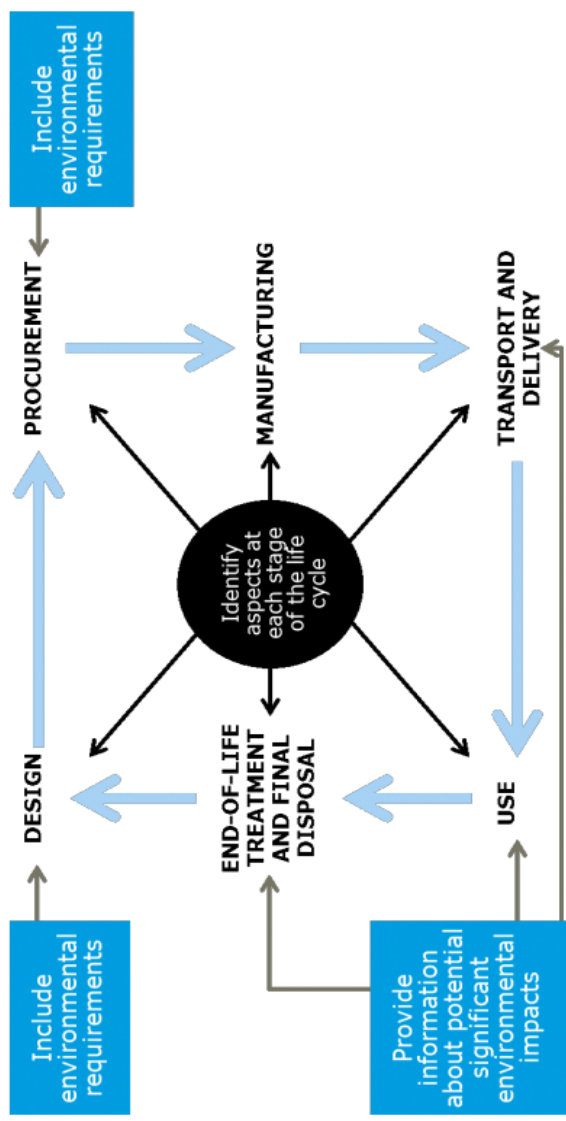 Include
environmental
requirements
DESIGN
PROCUREMENT
Include
environmental
requirements
END-OF-LIFE
TREATMENT
AND FINAL
DISPOSAL
Identify
aspects at
each stage
of the life
cycle
MANUFACTURING
Provide
information
about potential
significant
environmental
impacts
USE
TRANSPORT AND
DELIVERY